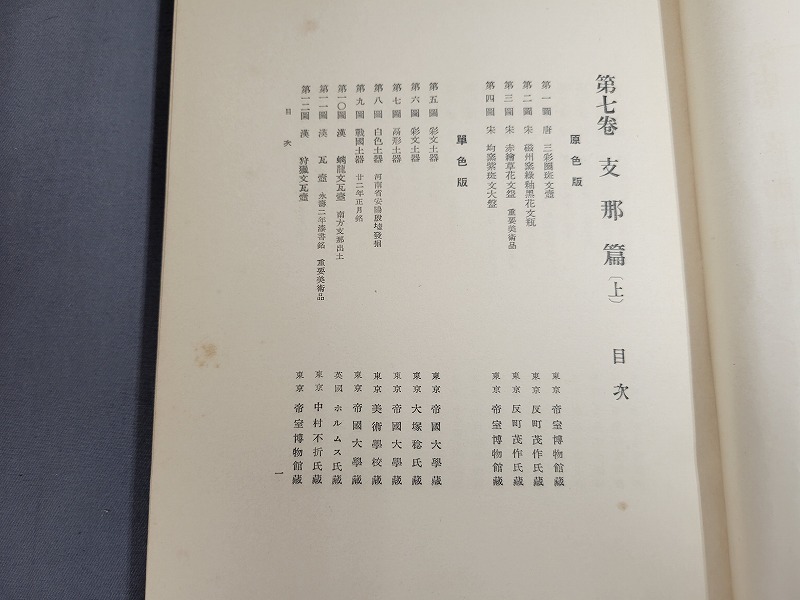 第七卷 支那篇〔上〕 目次
原色版
第一圖 唐 三彩圈斑文壺 東京 帝室博物館藏
第二圖 宋 磁州窯綠釉黑花文瓶 東京 反町茂作氏藏
第三圖 宋 赤繪草花文盌 重要美術品 東京 反町茂作氏藏
第四圖 宋 均窯紫斑文大盤 東京 帝室博物館藏
單色版
第五圖 彩文土器 東京 帝國大學藏
第六圖 彩文土器 東京 大塚稔氏藏
第七圖 鬲形土器 東京 帝國大學藏
第八圖 白色土器 河南省安陽殷墟發掘 東京 美術學校藏
第九圖 戰國土器 廿二年正月銘 東京 帝國大學藏
第一〇圖 漢 蟠龍文瓦壺 南方支那出土 英國 ホルムス氏藏
第一一圖 漢 瓦壺 永壽二年漆書銘 重要美術品 東京 中村不折氏藏
第一二圖 漢 狩獵文瓦壺 東京 帝室博物館藏
目次 一